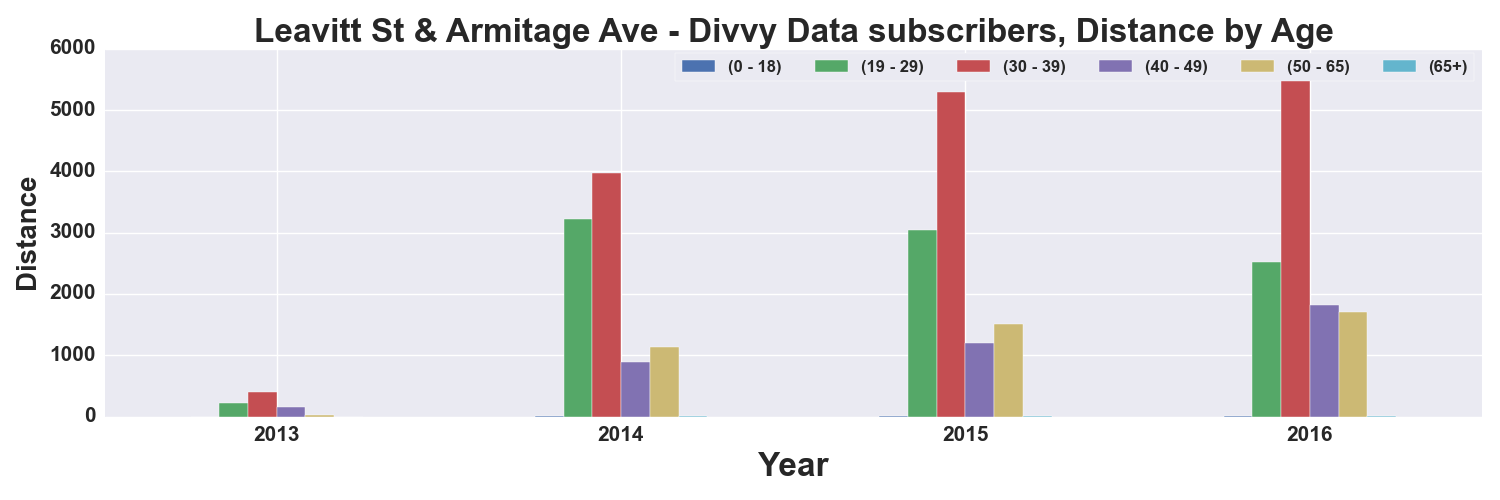 Leavitt St & Armitage Ave - Divvy Data subscribers, Distance by Age
(0 - 18) (19 - 29) (30 - 39) (40 - 49) (50 - 65) (65+)
6000
5000
4000
3000
2000
1000
0
Distance
2013 2014 2015 2016
Year